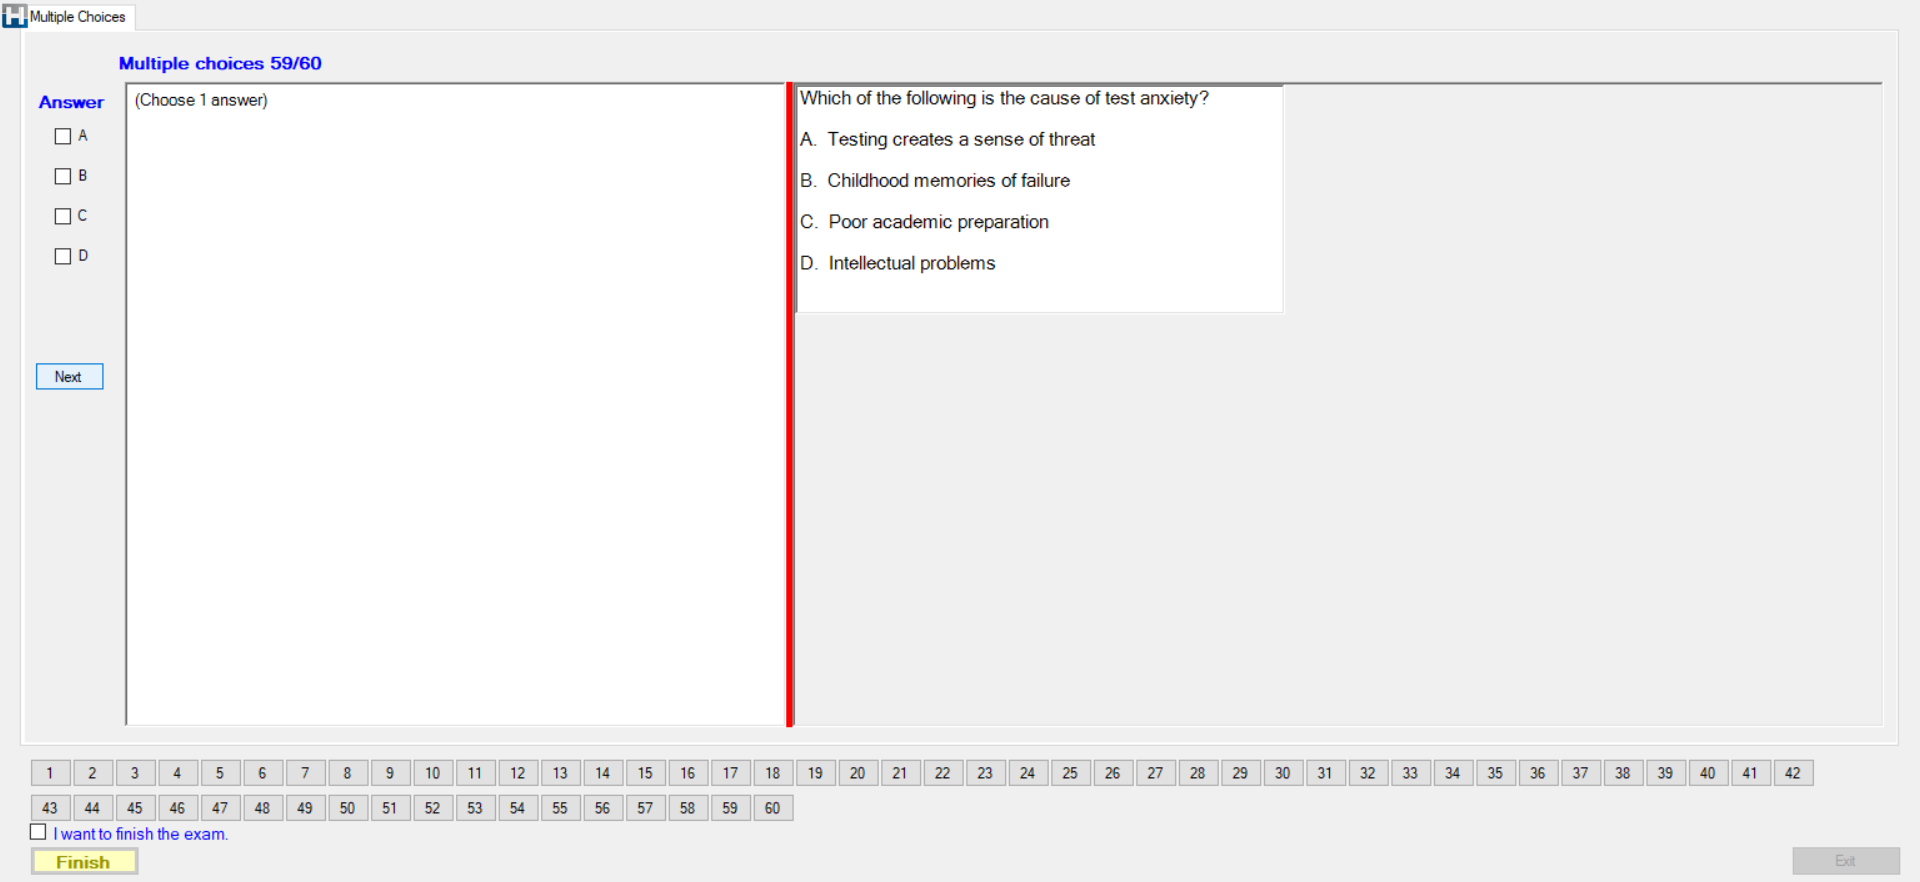 Multiple Choices
Multiple choices 59/60
Answer
A
B
C
D
Next
(Choose 1 answer)
Which of the following is the cause of test anxiety?
A. Testing creates a sense of threat
B. Childhood memories of failure
C. Poor academic preparation
D. Intellectual problems
1 2 3 4 5 6 7 8 9 10 11 12 13 14 15 16 17 18 19 20 21 22 23 24 25 26 27 28 29 30 31 32 33 34 35 36 37 38 39 40 41 42
43 44 45 46 47 48 49 50 51 52 53 54 55 56 57 58 59 60
I want to finish the exam.
Finish
Exit